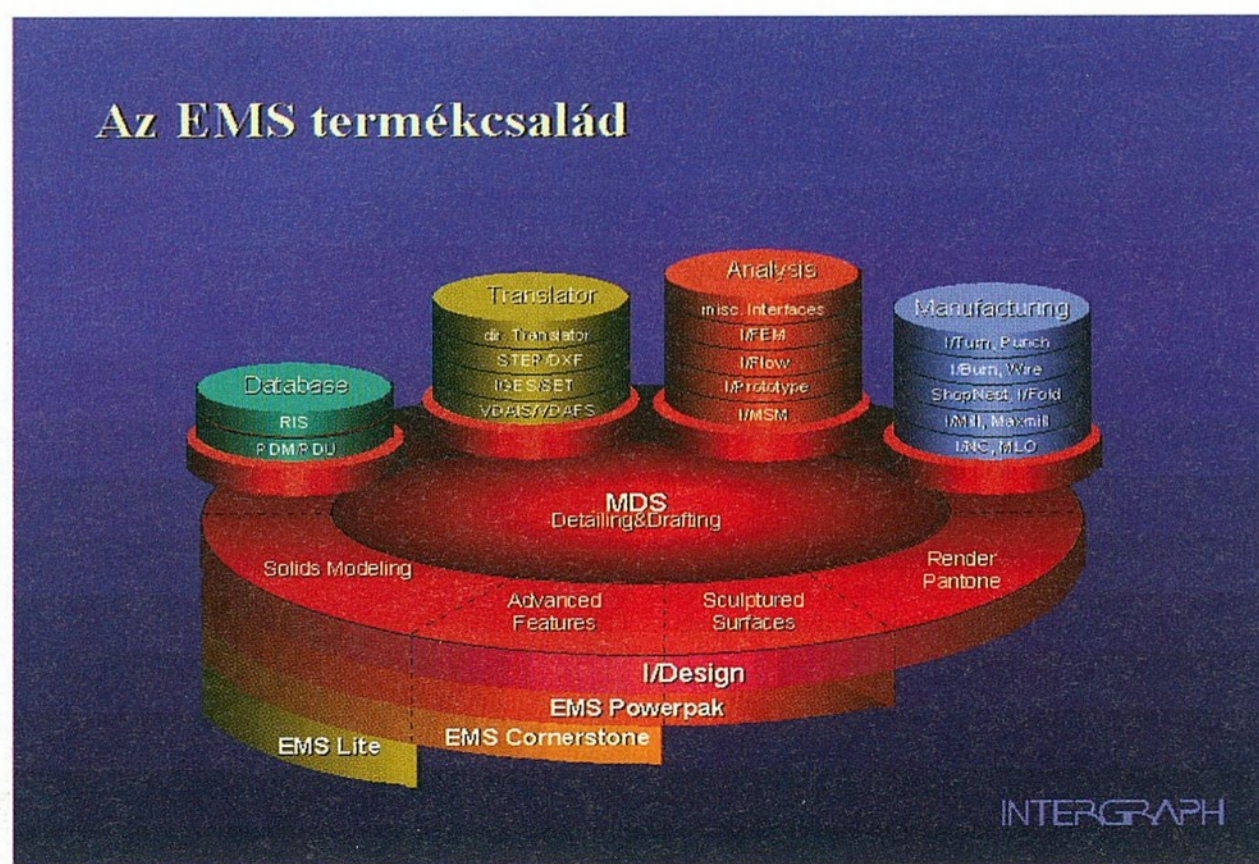 Az EMS termékcsalád
Database
RIS
PDM/PDU
Translator
dir. Translator
STEP/DXF
IGES/SET
VDAIS/VDAFS
Analysis
misc. Interfaces
I/FEM
I/Flow
I/Prototype
I/MSM
Manufacturing
I/Turn, Punch
I/Burn, Wire
ShopNest, I/Fold
I/Mill, Maxmill
I/NC, MLO
MDS
Detailing&Drafting
Solids Modeling
Advanced
Features
Sculptured
Surfaces
Render
Pantone
I/Design
EMS Powerpak
EMS Cornerstone
EMS Lite
INTERGRAPH